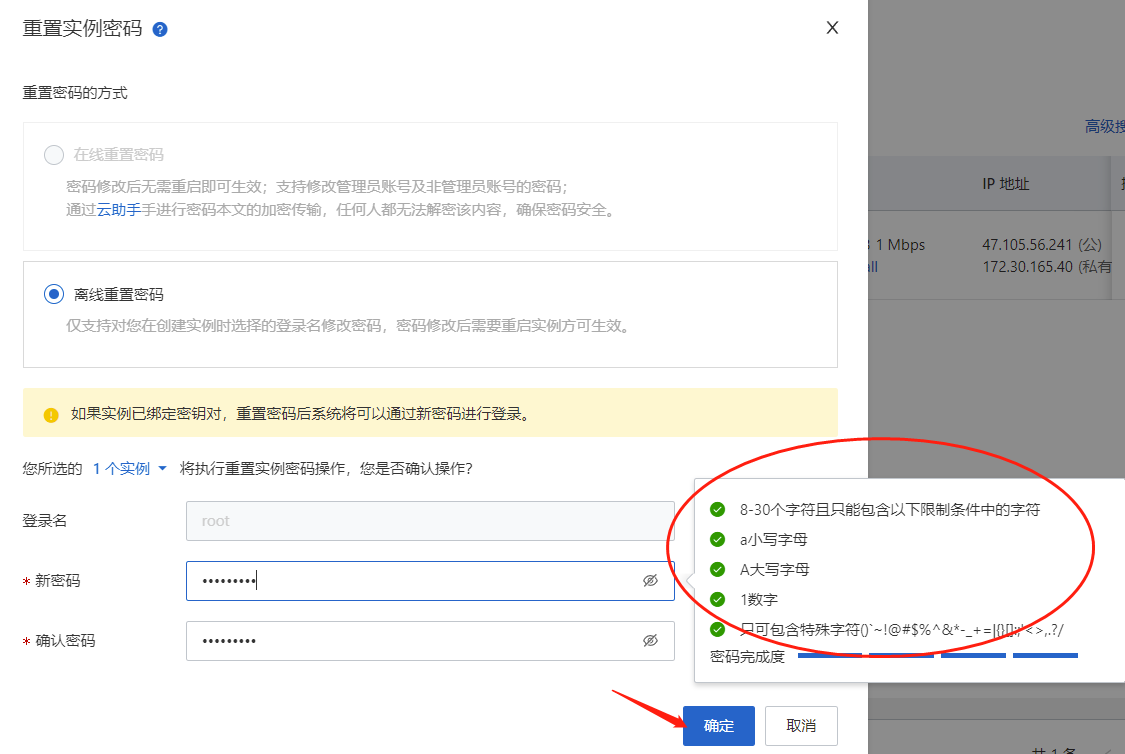 重置实例密码 ?
重置密码的方式
高级搜
在线重置密码
密码修改后无需重启即可生效；支持修改管理员账号及非管理员账号的密码；
通过云助手手进行密码本文的加密传输，任何人都无法解密该内容，确保密码安全。
IP 地址
1 Mbps
47.105.56.241 (公)
all
172.30.165.40 (私有
离线重置密码
仅支持对您在创建实例时选择的登录名修改密码，密码修改后需要重启实例方可生效。
如果实例已绑定密钥对，重置密码后系统将可以通过新密码进行登录。
您所选的 1 个实例 将执行重置实例密码操作，您是否确认操作?
登录名
root
* 新密码
•••••••••
* 确认密码
•••••••••
8-30个字符且只能包含以下限制条件中的字符
a小写字母
A大写字母
1数字
只可包含特殊字符()`~!@#$%^&*-_+=|{}[]:;'<>,.?/
密码完成度
确定
取消
共 1 条